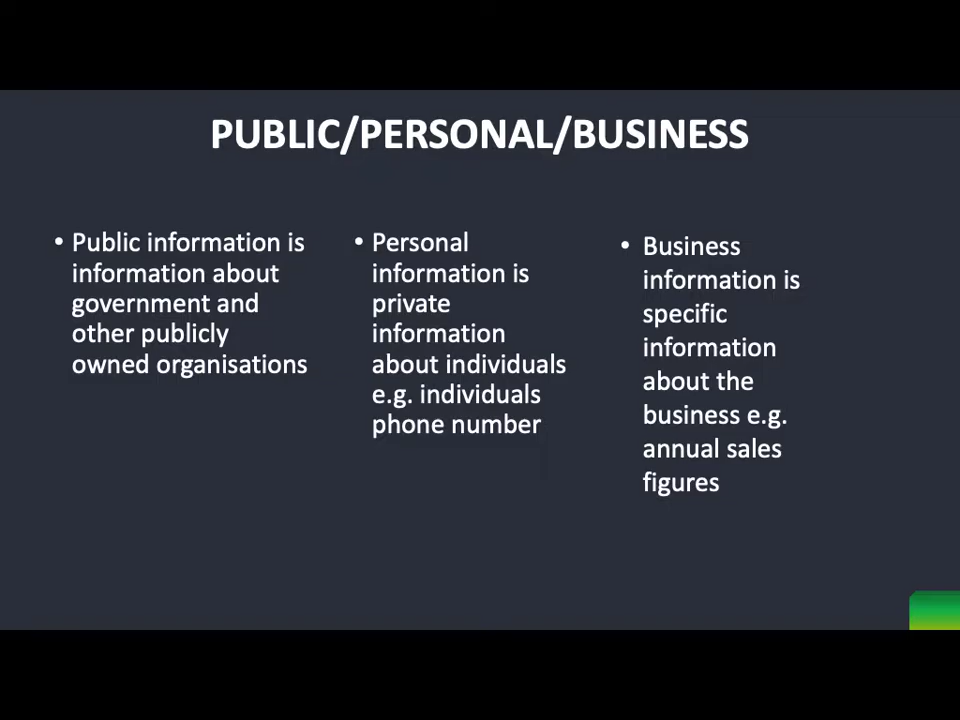 PUBLIC/PERSONAL/BUSINESS
• Public information is
information about
government and
other publicly
owned organisations
• Personal
information is
private
information
about individuals
e.g. individuals
phone number
• Business
information is
specific
information
about the
business e.g.
annual sales
figures